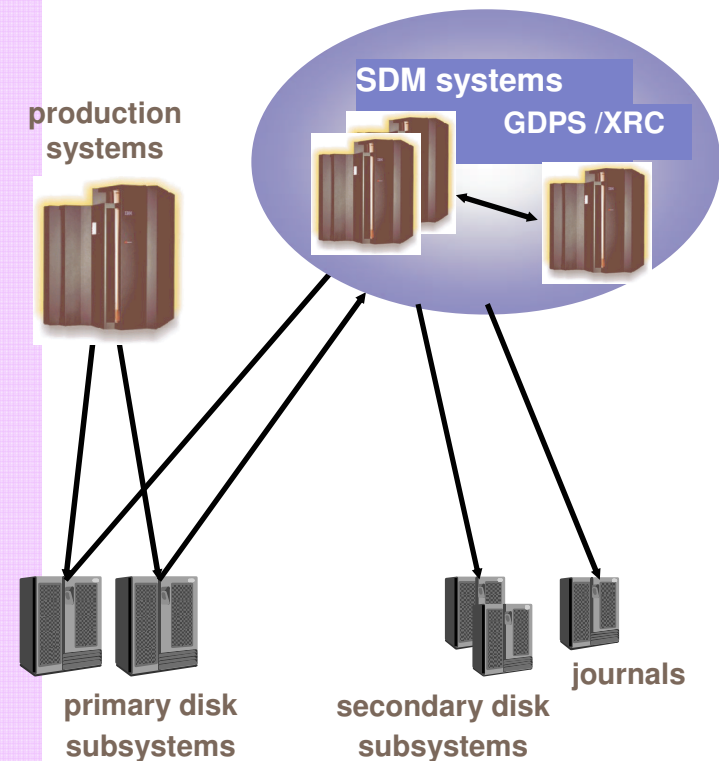 SDM systems
GDPS /XRC
production
systems
journals
primary disk
subsystems
secondary disk
subsystems